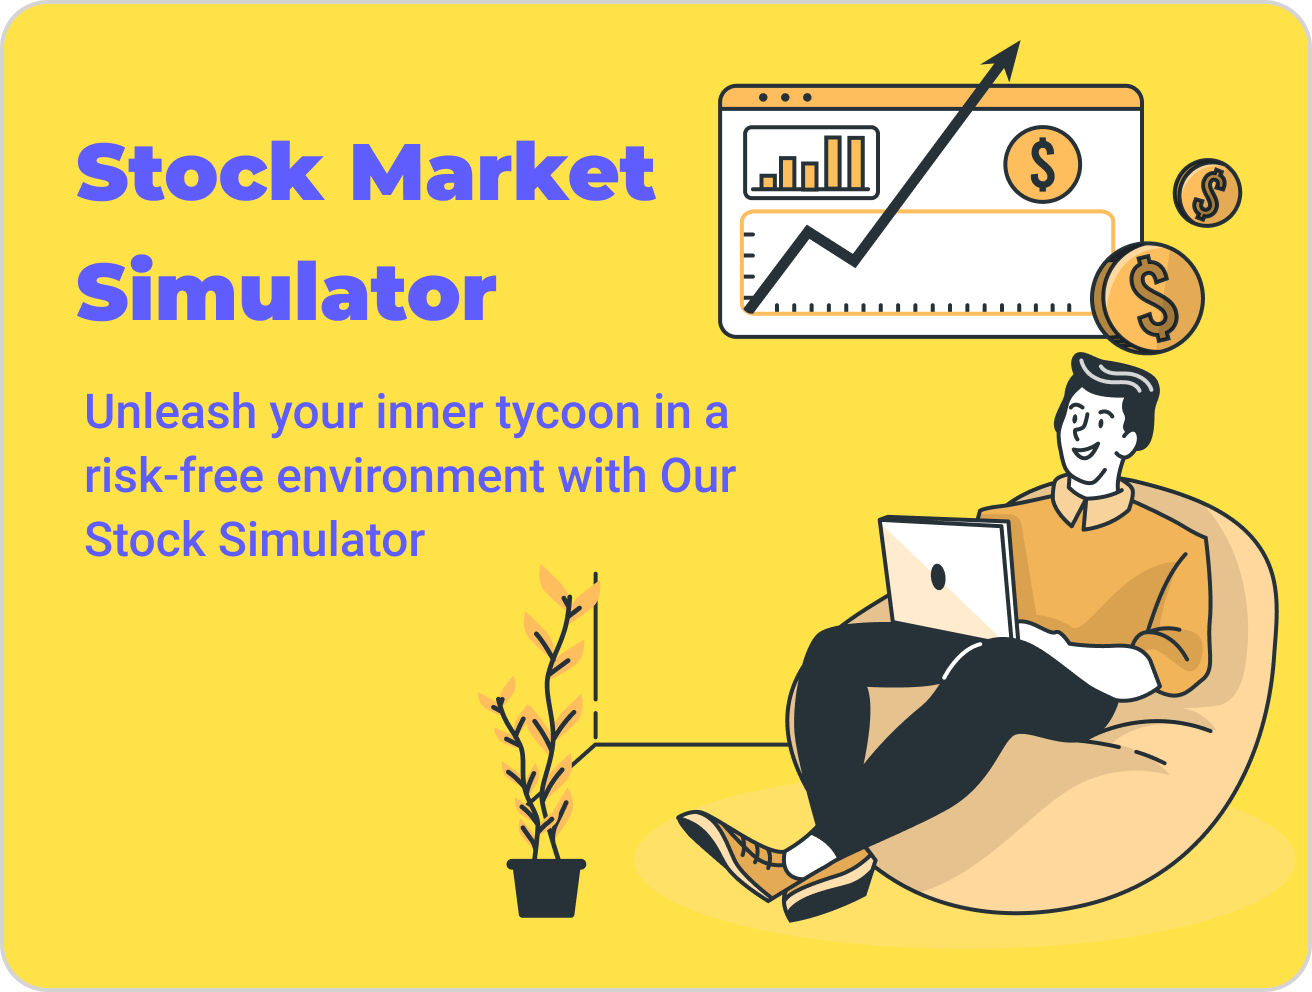 Stock Market
Simulator
Unleash your inner tycoon in a
risk-free environment with Our
Stock Simulator
$
$
$